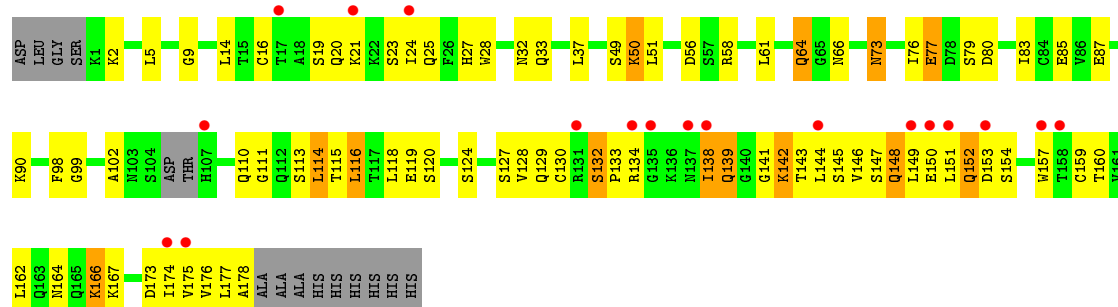 ASP LEU GLY SER K1 K2 L5 G9 L14 T15 C16 T17 A18 S19 Q20 K21 K22 S23 I24 Q25 F26 H27 W28 N32 Q33 L37 S49 K50 L51 D56 S57 R58 L61 Q64 G65 N66 N73 I76 E77 D78 S79 D80 I83 C84 E85 V86 E87
K90 F98 G99 A102 N103 S104 ASP THR H107 Q110 G111 Q112 S113 L114 T115 L116 T117 L118 E119 S120 S124 S127 V128 Q129 C130 R131 S132 P133 R134 G135 K136 N137 I138 Q139 G140 G141 K142 T143 L144 S145 V146 S147 Q148 L149 E150 L151 Q152 D153 S154 W157 T158 C159 T160 V161
L162 Q163 N164 Q165 K166 K167 D173 I174 V175 V176 L177 A178 ALA ALA ALA HIS HIS HIS HIS HIS HIS